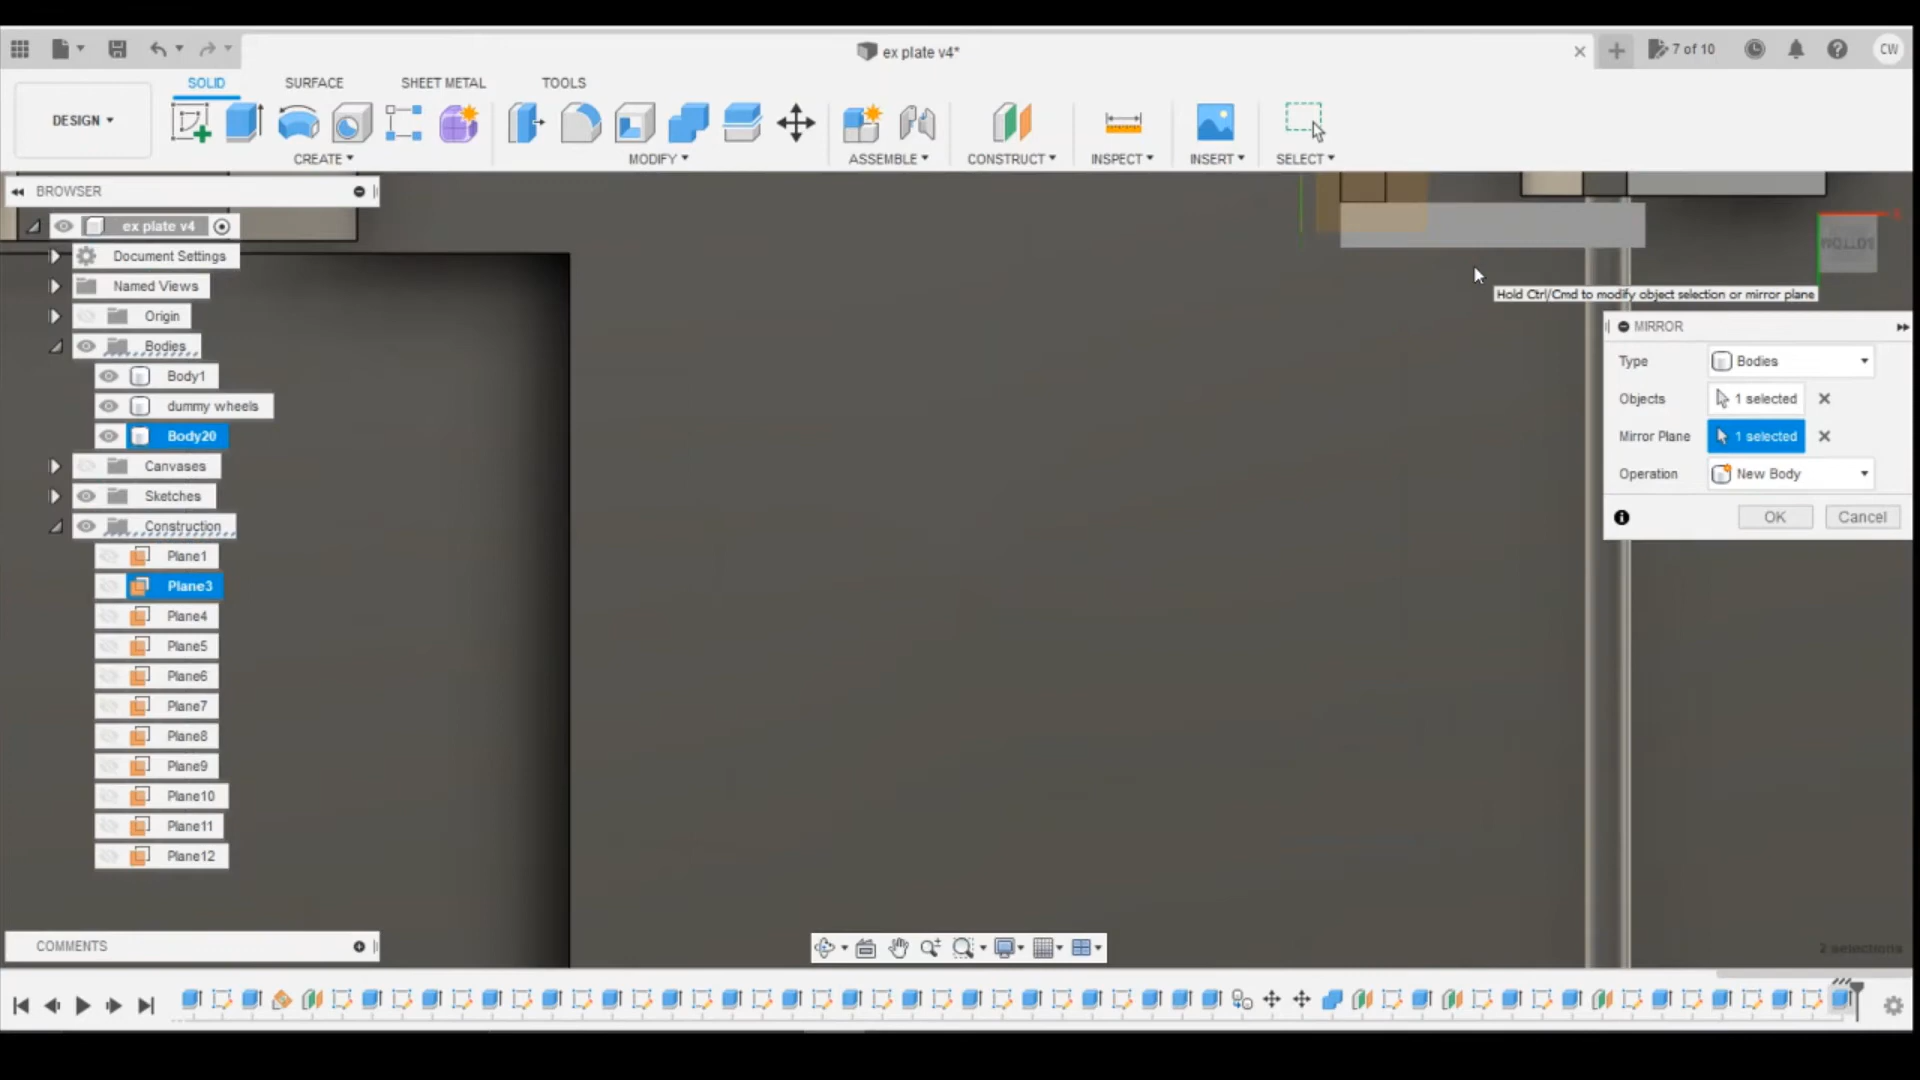 ex plate v4*
7 of 10
CW
SOLID
SURFACE
SHEET METAL
TOOLS
DESIGN
CREATE
MODIFY
ASSEMBLE
CONSTRUCT
INSPECT
INSERT
SELECT
BROWSER
ex plate v4
Document Settings
Named Views
Origin
Bodies
Body1
dummy wheels
Body20
Canvases
Sketches
Construction
Plane1
Plane3
Plane4
Plane5
Plane6
Plane7
Plane8
Plane9
Plane10
Plane11
Plane12
BOTTOM
Hold Ctrl/Cmd to modify object selection or mirror plane
MIRROR
Type
Bodies
Objects
1 selected
Mirror Plane
1 selected
Operation
New Body
OK
Cancel
2 selections
COMMENTS